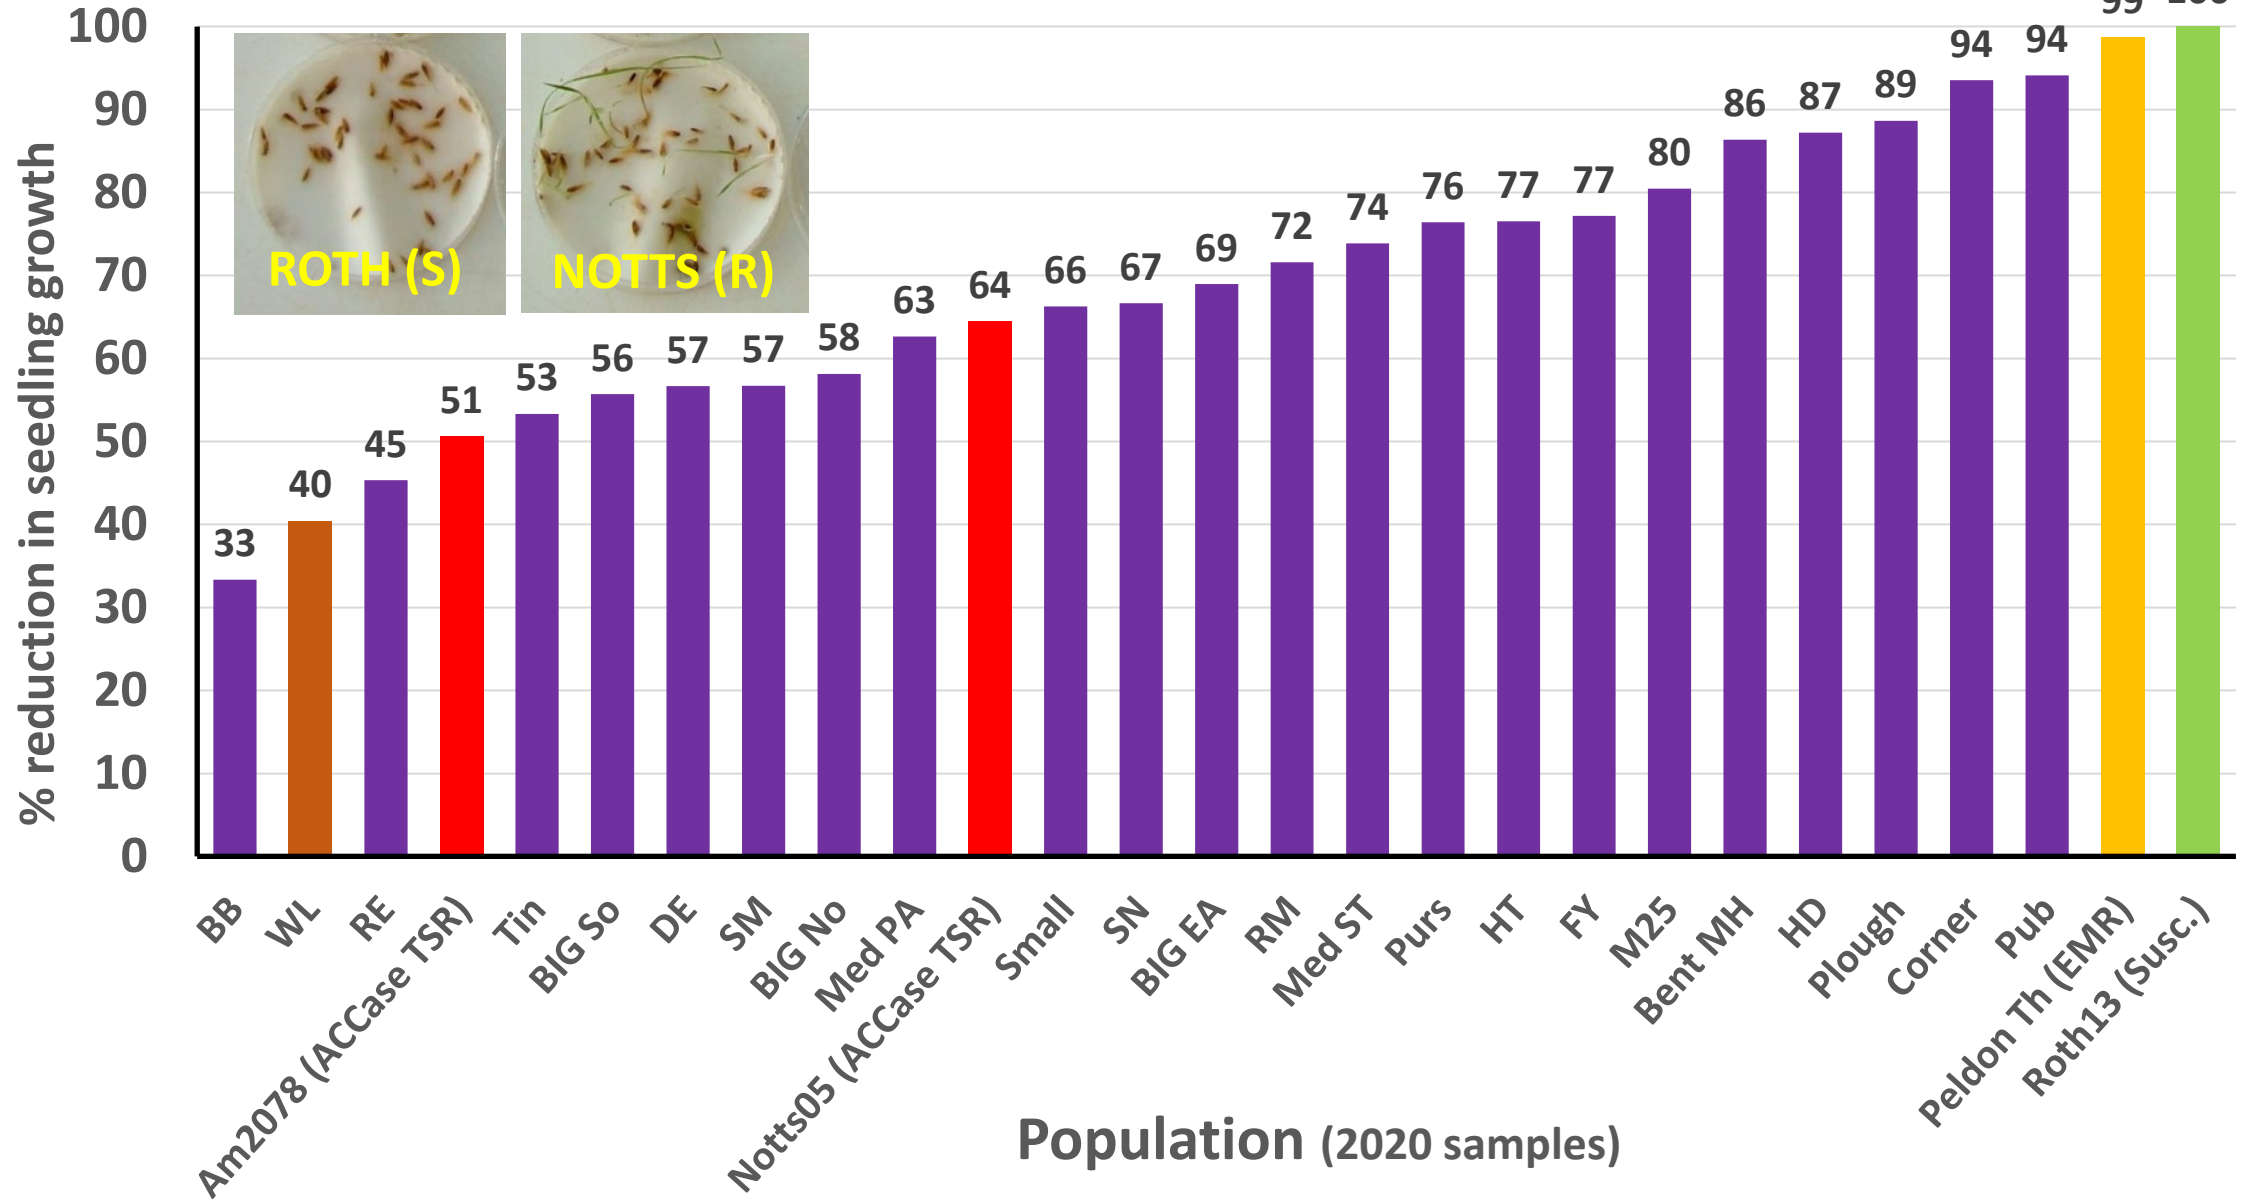 % reduction in seedling growth
100
90
80
70
60
50
40
30
20
10
0
ROTH (S)
NOTTS (R)
33
40
45
51
53
56
57
57
58
63
64
66
67
69
72
74
76
77
77
80
86
87
89
94
94
99
100
BB
WL
RE
Am2078 (ACCase TSR)
Tin
BIG So
DE
SM
BIG No
Med PA
Notts05 (ACCase TSR)
Small
SN
BIG EA
RM
Med ST
Purs
HT
FY
M25
Bent MH
HD
Plough
Corner
Pub
Peldon Th (EMR)
Roth13 (Susc.)
Population (2020 samples)